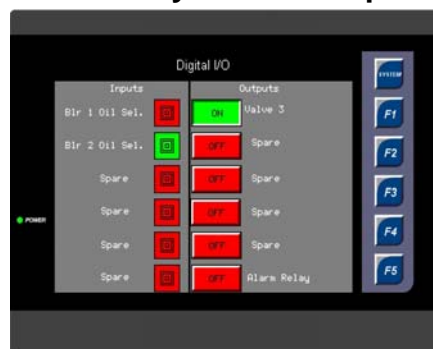 Digital I/O
Inputs Outputs
Blr 1 Oil Sel. ON Valve 3
Blr 2 Oil Sel. OFF Spare
Spare OFF Spare
Spare OFF Spare
Spare OFF Spare
Spare OFF Alarm Relay
POWER
SYSTEM
F1
F2
F3
F4
F5